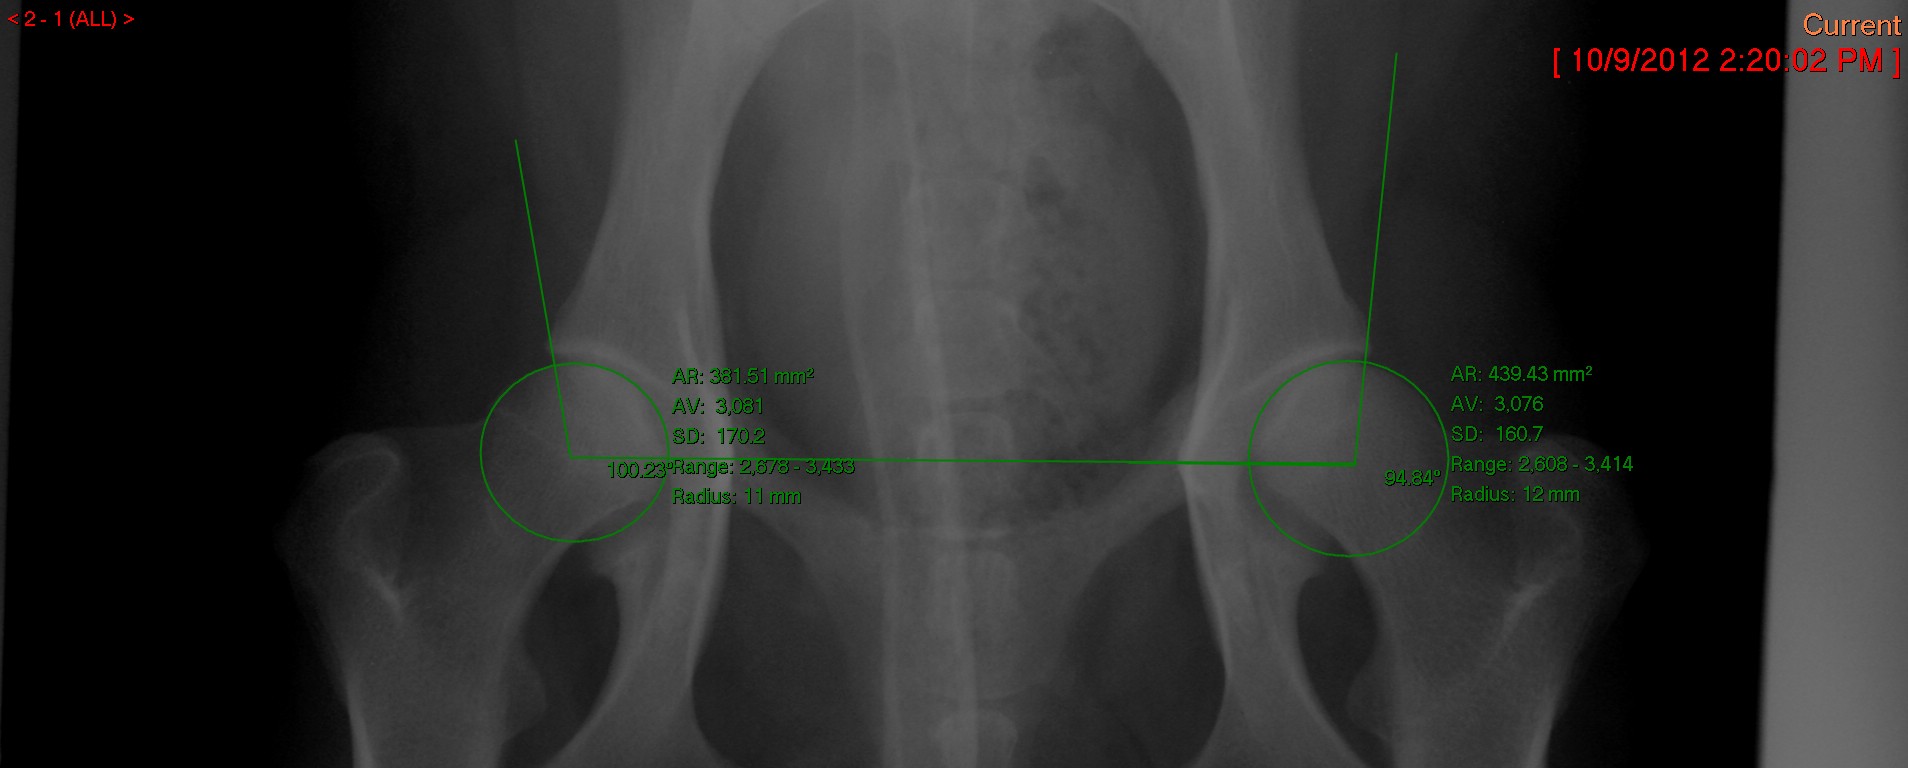 < 2 - 1 (ALL) >
Current
[ 10/9/2012 2:20:02 PM ]
AR: 381.51 mm²
AV: 3,081
SD: 170.2
100.23º
Range: 2,678 - 3,433
Radius: 11 mm
AR: 439.43 mm²
AV: 3,076
SD: 160.7
94.84º
Range: 2,608 - 3,414
Radius: 12 mm